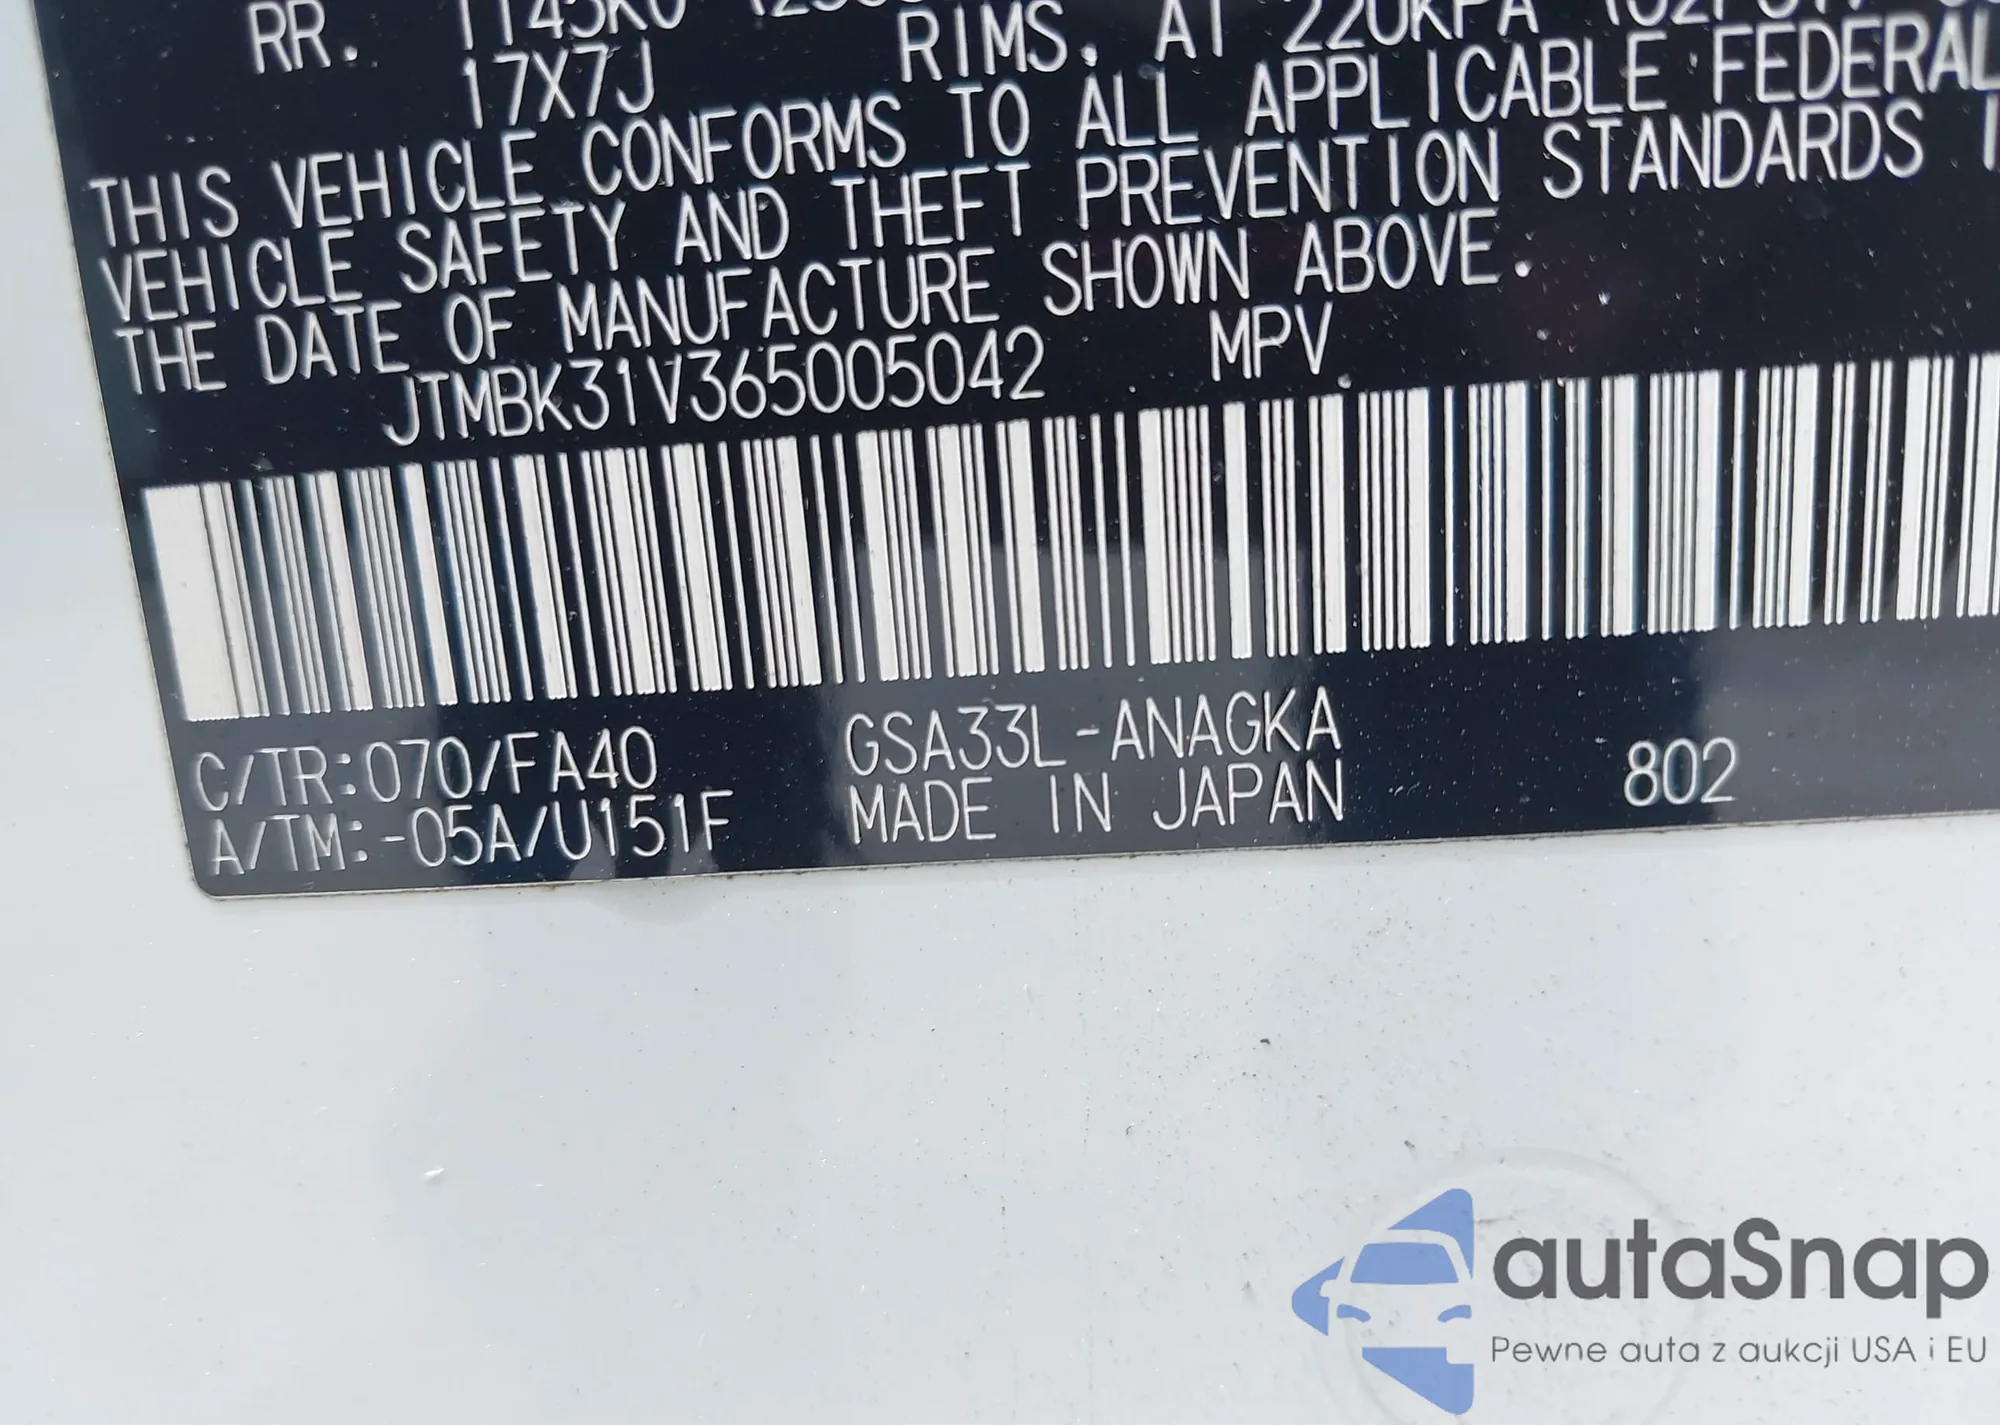 RR.
RIMS, AT 220KPA
17X7J
THIS VEHICLE CONFORMS TO ALL APPLICABLE FEDERAL
VEHICLE SAFETY AND THEFT PREVENTION STANDARDS
THE DATE OF MANUFACTURE SHOWN ABOVE.
JTMBK31V365005042 MPV
C/TR:070/FA40 GSA33L-ANAGKA
A/TM:-05A/U151F MADE IN JAPAN 802
autaSnap
Pewne auta z aukcji USA i EU